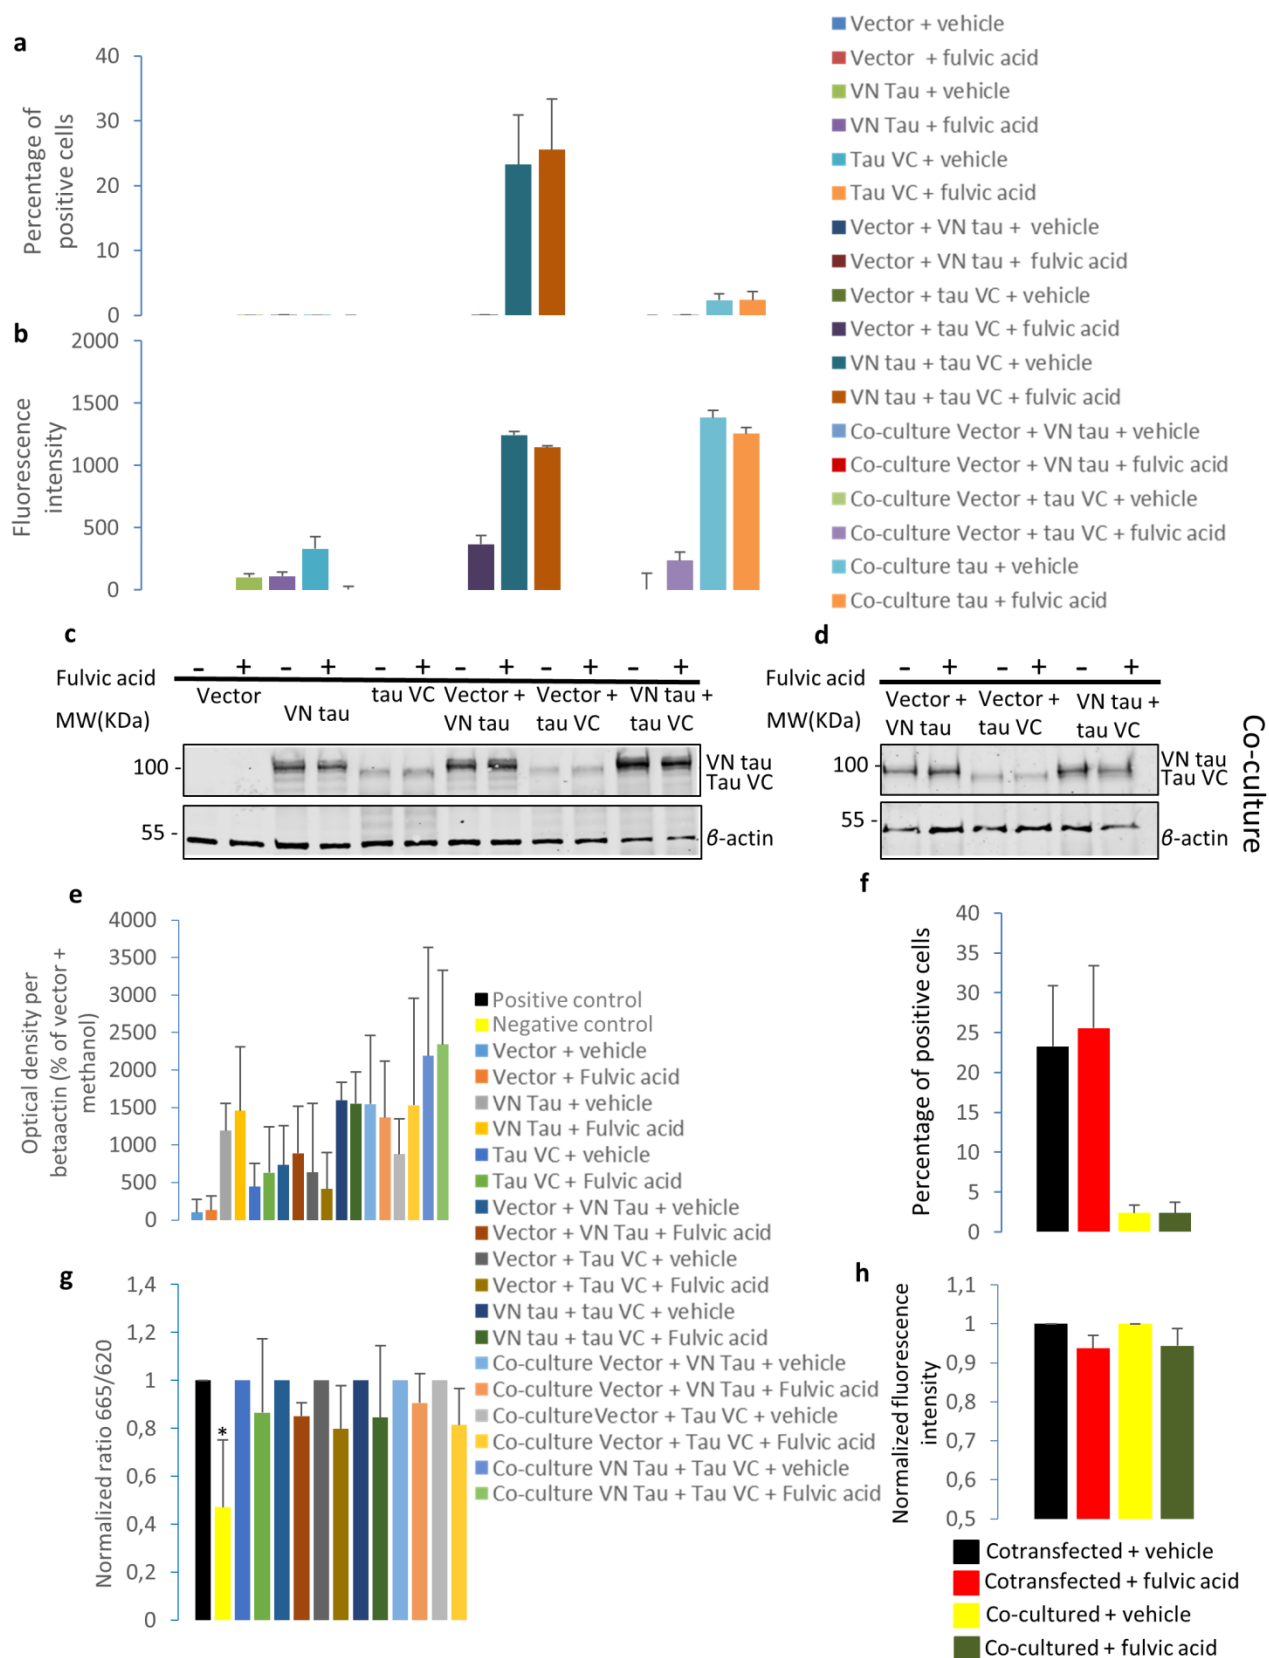 a
40
30
20
10
0
Percentage of
positive cells
b
2000
1500
1000
500
0
Fluorescence
intensity
Vector + vehicle
Vector + fulvic acid
VN Tau + vehicle
VN Tau + fulvic acid
Tau VC + vehicle
Tau VC + fulvic acid
Vector + VN tau + vehicle
Vector + VN tau + fulvic acid
Vector + tau VC + vehicle
Vector + tau VC + fulvic acid
VN tau + tau VC + vehicle
VN tau + tau VC + fulvic acid
Co-culture Vector + VN tau + vehicle
Co-culture Vector + VN tau + fulvic acid
Co-culture Vector + tau VC + vehicle
Co-culture Vector + tau VC + fulvic acid
Co-culture tau + vehicle
Co-culture tau + fulvic acid
c
Fulvic acid
– + – + – + – + – + – +
Vector
VN tau
tau VC
Vector +
VN tau
Vector +
tau VC
VN tau +
tau VC
MW(KDa)
100 -
VN tau
Tau VC
55 -
β-actin
d
Fulvic acid
– + – + – +
Vector +
VN tau
Vector +
tau VC
VN tau +
tau VC
MW(KDa)
100 -
VN tau
Tau VC
55 -
β-actin
Co-culture
e
4000
3500
3000
2500
2000
1500
1000
500
0
Optical density per
betaactin (% of vector +
methanol)
Positive control
Negative control
Vector + vehicle
Vector + Fulvic acid
VN Tau + vehicle
VN Tau + Fulvic acid
Tau VC + vehicle
Tau VC + Fulvic acid
Vector + VN Tau + vehicle
Vector + VN Tau + Fulvic acid
Vector + Tau VC + vehicle
Vector + Tau VC + Fulvic acid
VN tau + tau VC + vehicle
VN tau + tau VC + Fulvic acid
Co-culture Vector + VN Tau + vehicle
Co-culture Vector + VN Tau + Fulvic acid
Co-culture Vector + Tau VC + vehicle
Co-culture Vector + Tau VC + Fulvic acid
Co-culture VN Tau + Tau VC + vehicle
Co-culture VN Tau + Tau VC + Fulvic acid
f
40
35
30
25
20
15
10
5
0
Percentage of positive cells
g
1,4
1,2
1
0,8
0,6
0,4
0,2
0
Normalized ratio 665/620
*
h
1,1
1
0,9
0,8
0,7
0,6
0,5
Normalized fluorescence
intensity
Cotransfected + vehicle
Cotransfected + fulvic acid
Co-cultured + vehicle
Co-cultured + fulvic acid